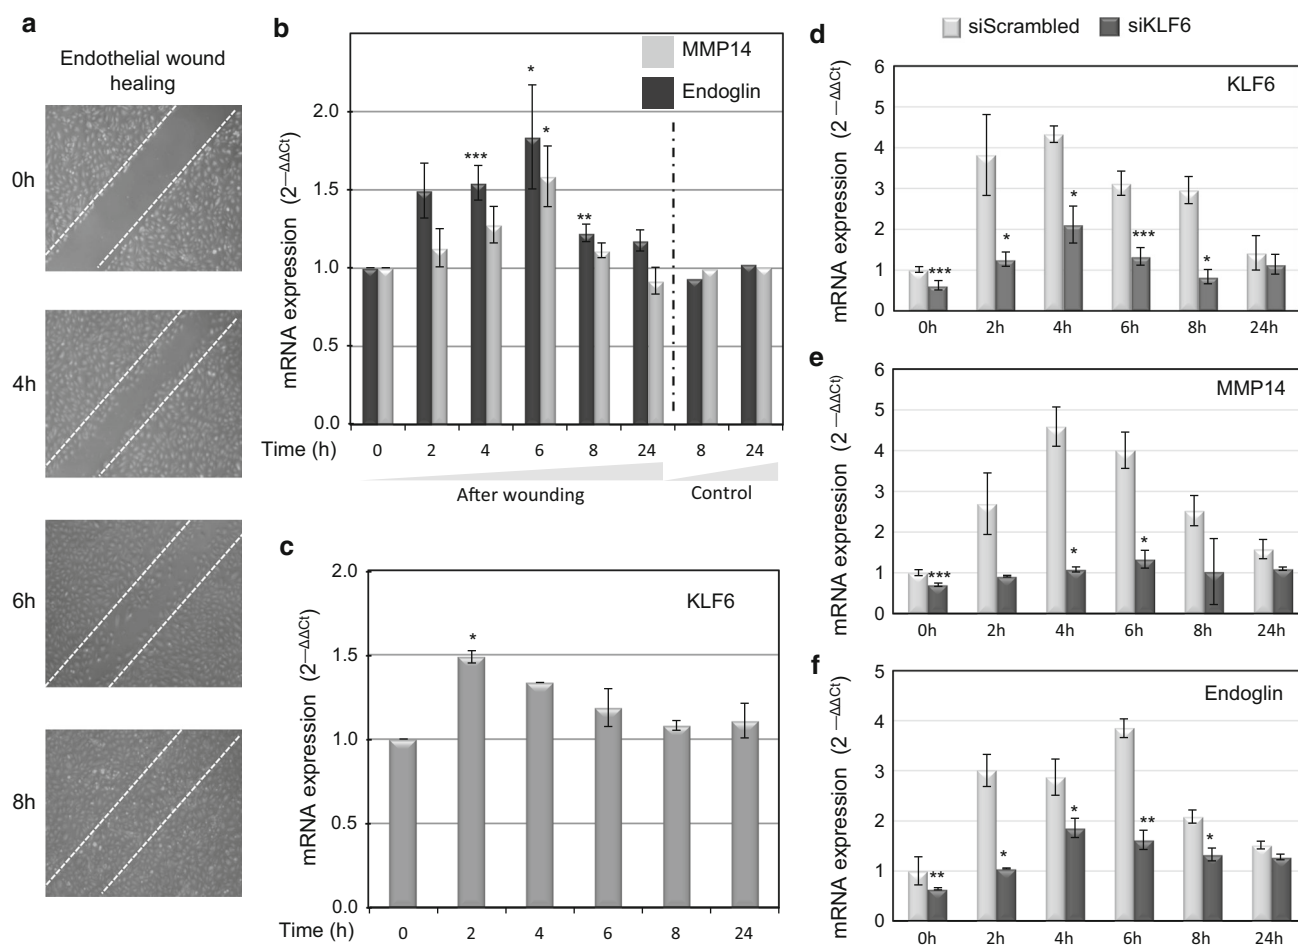 a
Endothelial wound
healing
0h
4h
6h
8h
b
MMP14
Endoglin
mRNA expression (2—ΔΔCt)
2.0
1.5
1.0
0.5
0.0
*
*
***
**
Time (h) 0 2 4 6 8 24 8 24
After wounding Control
c
KLF6
mRNA expression (2—ΔΔCt)
2.0
1.5
1.0
0.5
0.0
*
Time (h) 0 2 4 6 8 24
siScrambled siKLF6
d
KLF6
mRNA expression (2—ΔΔCt)
6
5
4
3
2
1
0
*** * * *** *
0h 2h 4h 6h 8h 24h
e
MMP14
mRNA expression (2—ΔΔCt)
6
5
4
3
2
1
0
*** * *
0h 2h 4h 6h 8h 24h
f
Endoglin
mRNA expression (2—ΔΔCt)
5
4
3
2
1
0
** * * ** *
0h 2h 4h 6h 8h 24h